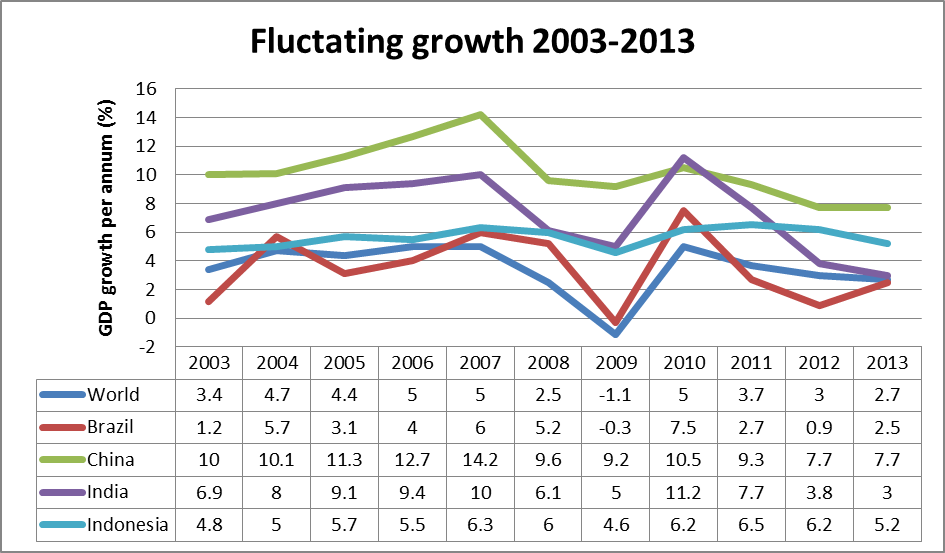 Fluctating growth 2003-2013
GDP growth per annum (%)
16
14
12
10
8
6
4
2
0
-2
2003 2004 2005 2006 2007 2008 2009 2010 2011 2012 2013
World 3.4 4.7 4.4 5 5 2.5 -1.1 5 3.7 3 2.7
Brazil 1.2 5.7 3.1 4 6 5.2 -0.3 7.5 2.7 0.9 2.5
China 10 10.1 11.3 12.7 14.2 9.6 9.2 10.5 9.3 7.7 7.7
India 6.9 8 9.1 9.4 10 6.1 5 11.2 7.7 3.8 3
Indonesia 4.8 5 5.7 5.5 6.3 6 4.6 6.2 6.5 6.2 5.2